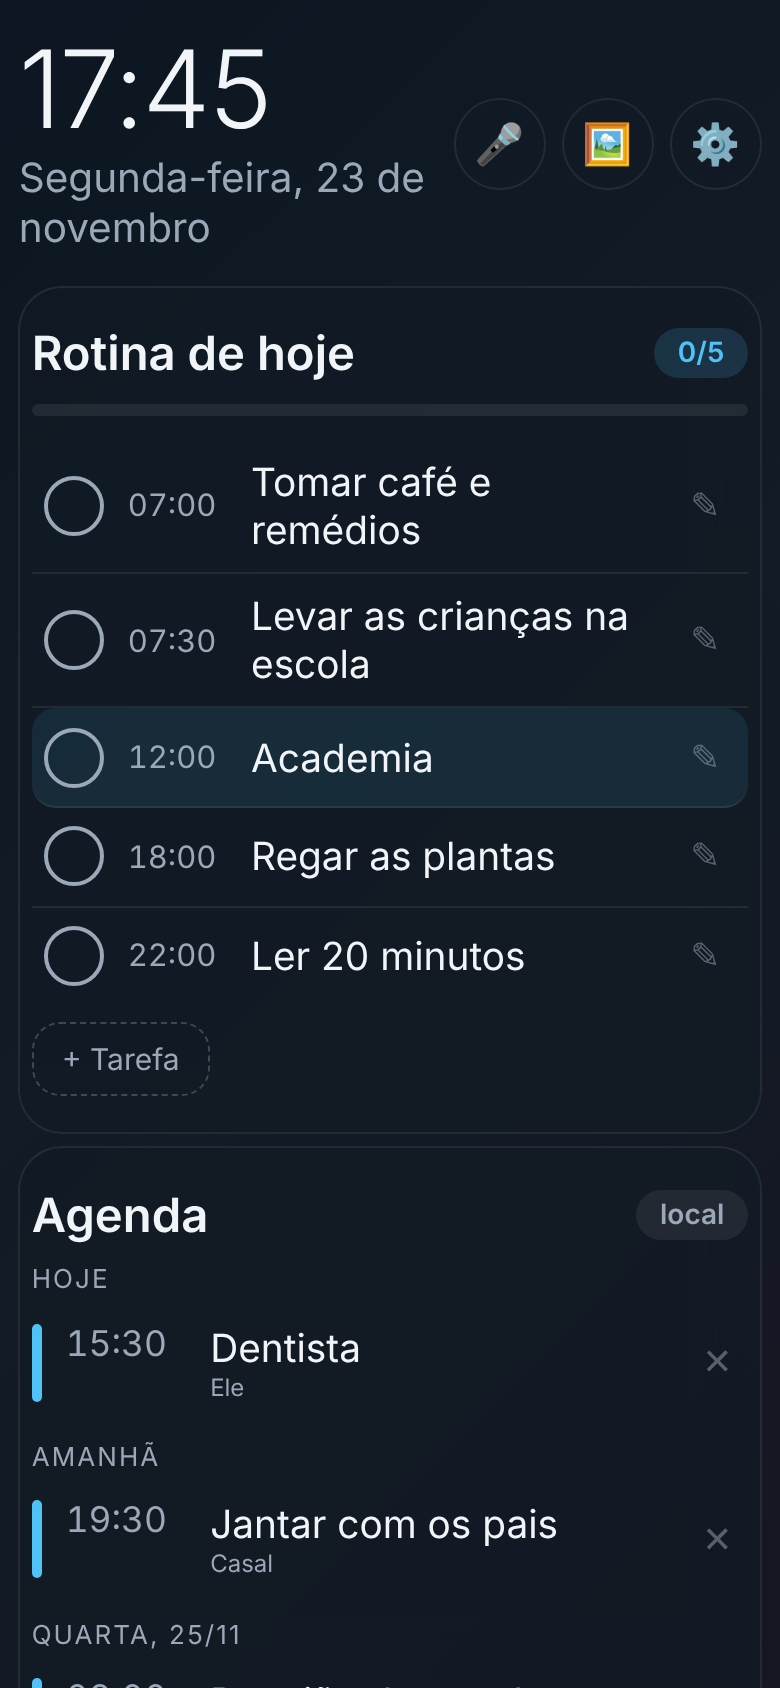 17:45
Segunda-feira, 23 de
novembro
Rotina de hoje
0/5
07:00 Tomar café e
remédios
07:30 Levar as crianças na
escola
12:00 Academia
18:00 Regar as plantas
22:00 Ler 20 minutos
+ Tarefa
Agenda
local
HOJE
15:30 Dentista
Ele
AMANHÃ
19:30 Jantar com os pais
Casal
QUARTA, 25/11